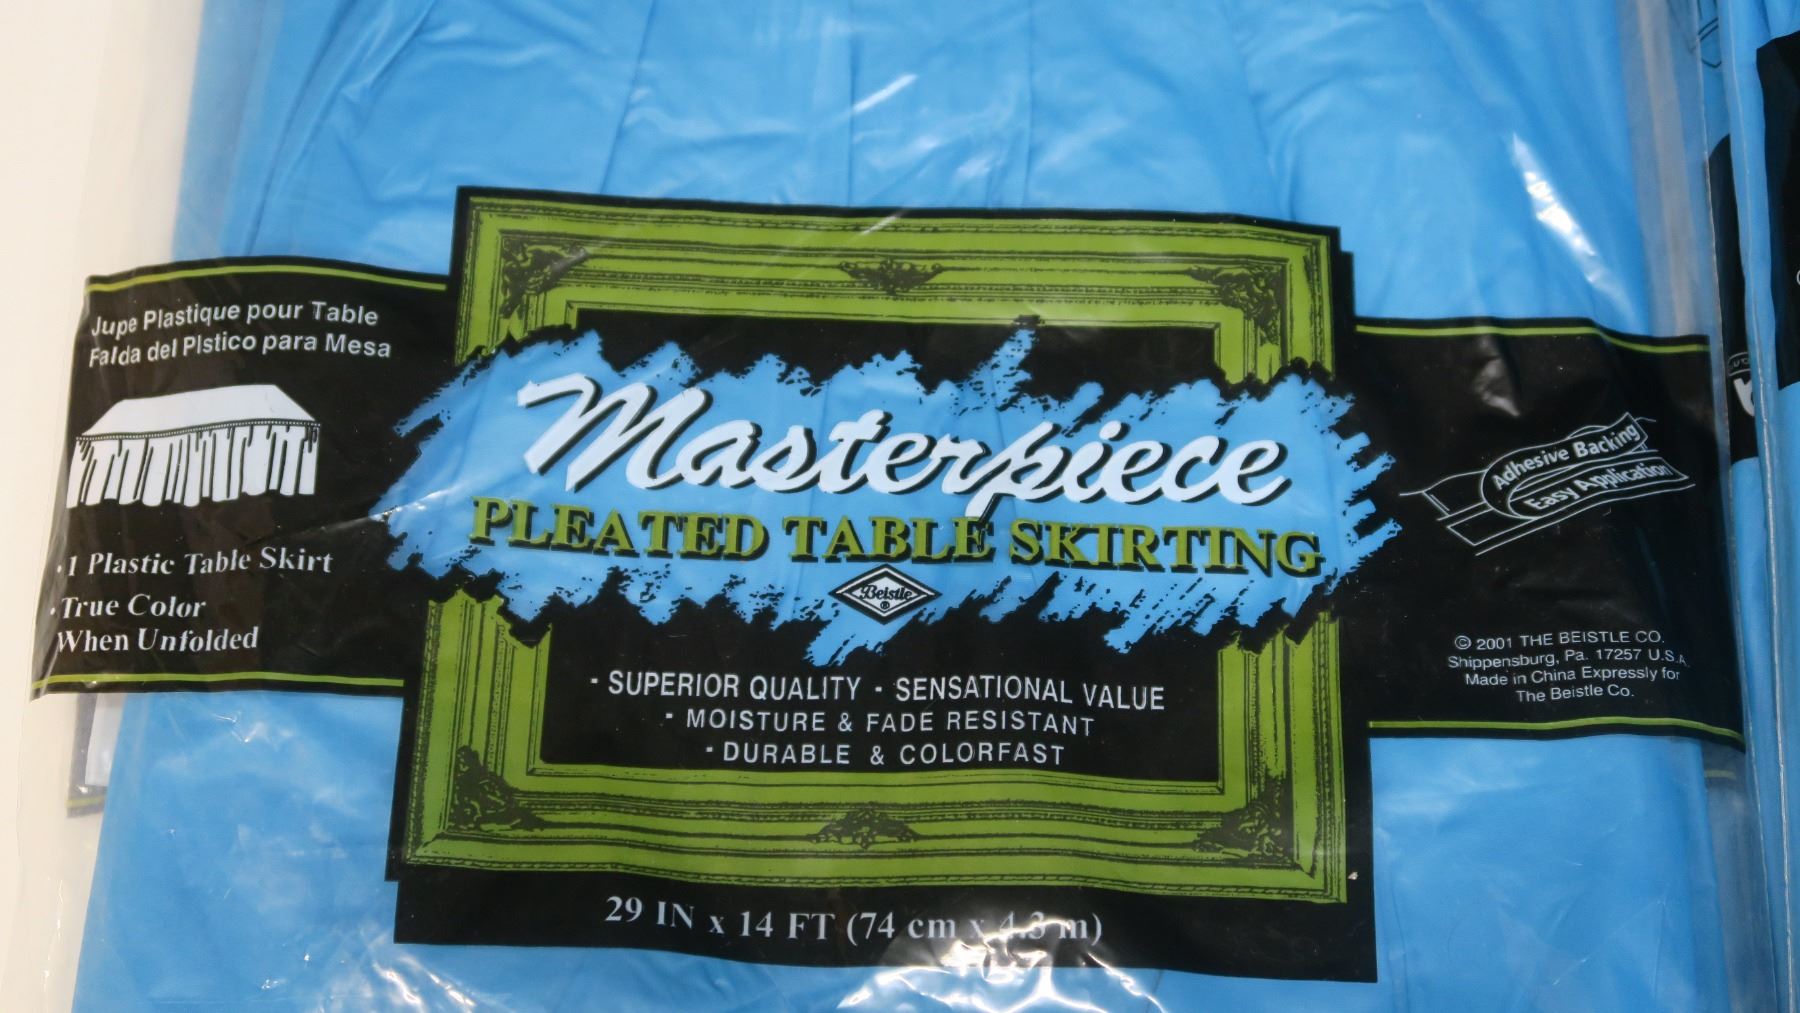 Jupe Plastique pour Table
Falda del Plstico para Mesa
· 1 Plastic Table Skirt
· True Color
When Unfolded
Masterpiece
PLEATED TABLE SKIRTING
Beistle
®
- SUPERIOR QUALITY - SENSATIONAL VALUE
- MOISTURE & FADE RESISTANT
- DURABLE & COLORFAST
29 IN x 14 FT (74 cm x 4.3 m)
Adhesive Backing
Easy Application
© 2001 THE BEISTLE CO.
Shippensburg, Pa. 17257 U.S.A.
Made in China Expressly for
The Beistle Co.